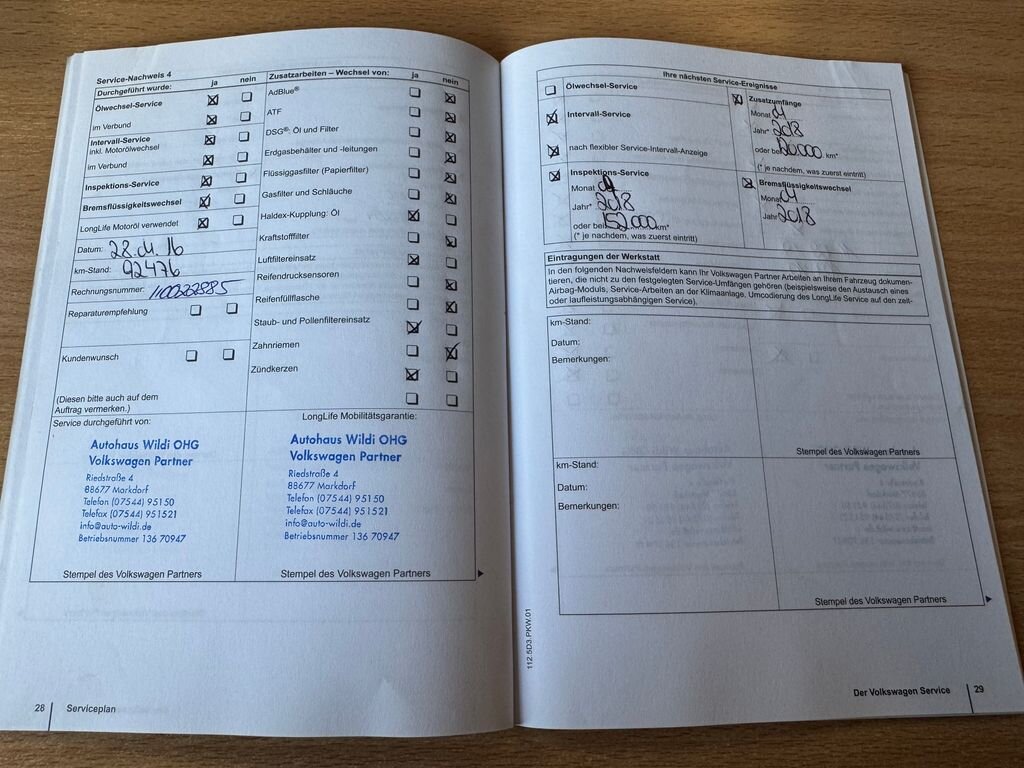 Service-Nachweis 4
Durchgeführt wurde: ja nein
Ölwechsel-Service
im Verbund
Intervall-Service
inkl. Motorölwechsel
im Verbund
Inspektions-Service
Bremsflüssigkeitswechsel
LongLife Motoröl verwendet
Datum: 28.
km-Stand: 92476
Rechnungsnummer: 1100222885
Reparaturempfehlung
Kundenwunsch
(Diesen bitte auch auf dem
Auftrag vermerken.)
Zusatzarbeiten – Wechsel von: ja nein
AdBlue®
ATF
DSG®: Öl und Filter
Erdgasbehälter und -leitungen
Flüssiggasfilter (Papierfilter)
Gasfilter und Schläuche
Haldex-Kupplung: Öl
Kraftstofffilter
Luftfiltereinsatz
Reifendrucksensoren
Reifenfüllflasche
Staub- und Pollenfiltereinsatz
Zahnriemen
Zündkerzen
Service durchgeführt von:
Autohaus Wildi OHG
Volkswagen Partner
Riedstraße 4
88677 Markdorf
Telefon (07544) 95150
Telefax (07544) 951521
info@auto-wildi.de
Betriebsnummer 136 70947
Stempel des Volkswagen Partners
LongLife Mobilitätsgarantie:
Autohaus Wildi OHG
Volkswagen Partner
Riedstraße 4
88677 Markdorf
Telefon (07544) 95150
Telefax (07544) 951521
info@auto-wildi.de
Betriebsnummer 136 70947
Stempel des Volkswagen Partners
28 Serviceplan
Ihre nächsten Service-Ereignisse
Ölwechsel-Service
Intervall-Service
nach flexibler Service-Intervall-Anzeige
Inspektions-Service
Monat
Jahr* 2018
oder bei 152.000 km*
(* je nachdem, was zuerst eintritt)
Zusatzumfänge
Monat
Jahr* 2018
oder bei 120.000 km*
(* je nachdem, was zuerst eintritt)
Bremsflüssigkeitswechsel
Monat
Jahr 2018
Eintragungen der Werkstatt
In den folgenden Nachweisfeldern kann Ihr Volkswagen Partner Arbeiten an Ihrem Fahrzeug dokumen-
tieren, die nicht zu den festgelegten Service-Umfängen gehören (beispielsweise den Austausch eines
Airbag-Moduls, Service-Arbeiten an der Klimaanlage, Umcodierung des LongLife Service auf den zeit-
oder laufleistungsabhängigen Service).
km-Stand:
Datum:
Bemerkungen:
Stempel des Volkswagen Partners
km-Stand:
Datum:
Bemerkungen:
Stempel des Volkswagen Partners
112.5D3.PKW.01
Der Volkswagen Service 29